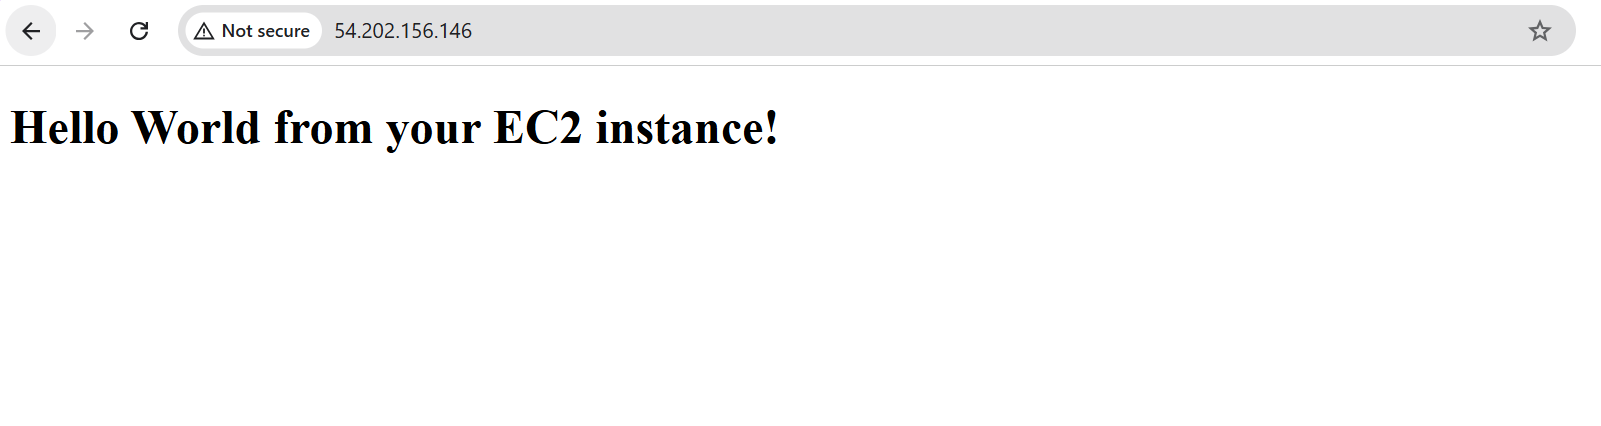 Not secure 54.202.156.146
Hello World from your EC2 instance!